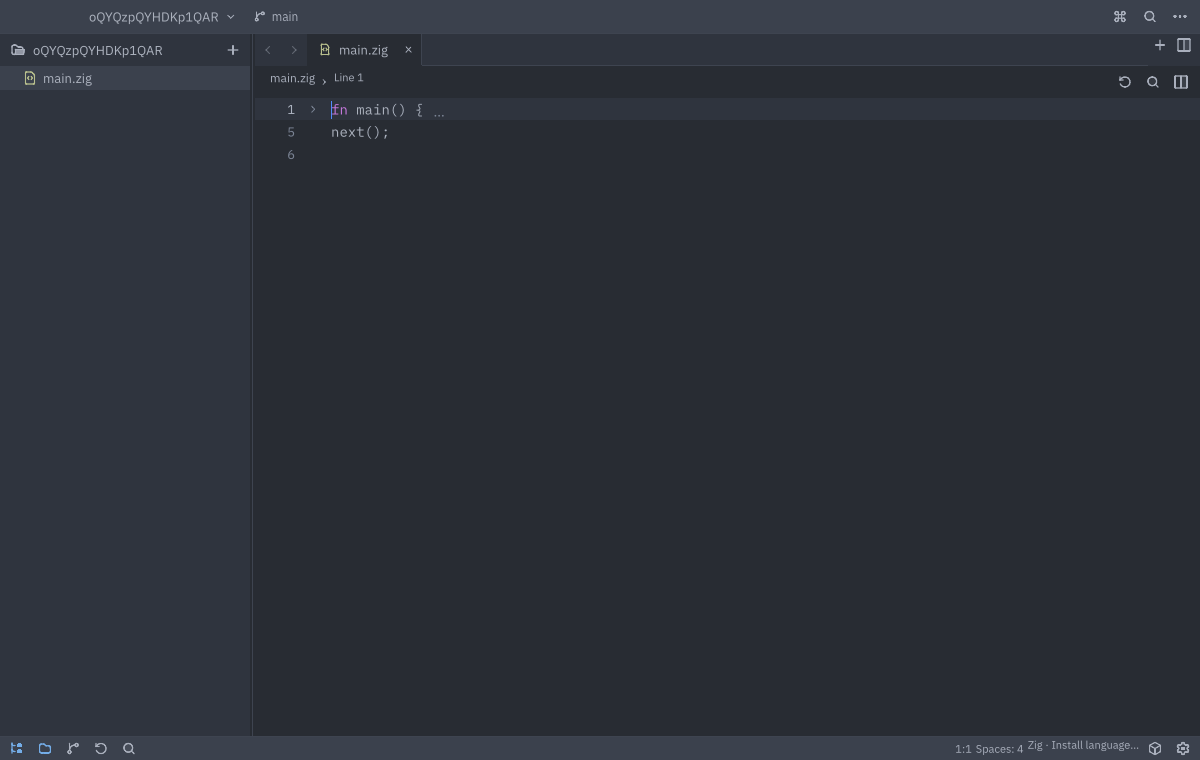 oQYQzpQYHDKp1QAR main
oQYQzpQYHDKp1QAR
main.zig
main.zig
main.zig › Line 1
1 fn main() { …
5 next();
6
1:1 Spaces: 4 Zig · Install language…